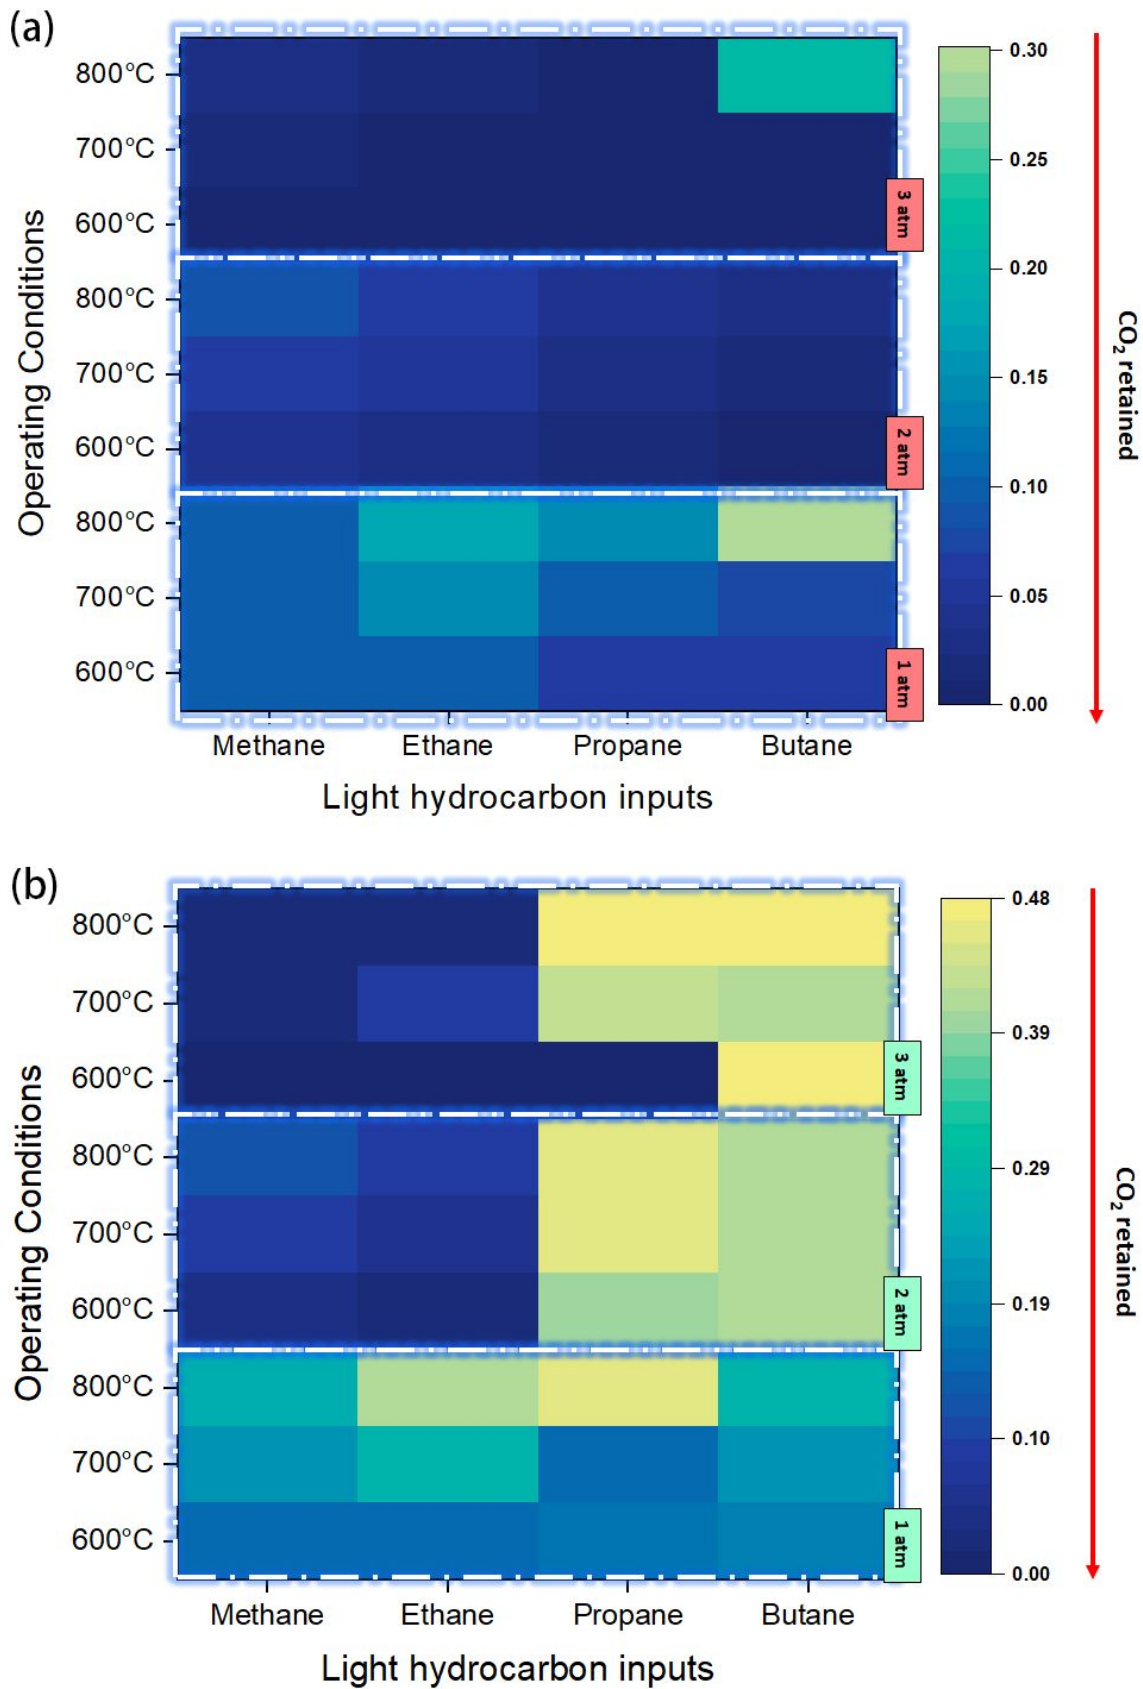 (a)
800°C
700°C
600°C
3 atm
800°C
700°C
600°C
2 atm
800°C
700°C
600°C
1 atm
Operating Conditions
Methane Ethane Propane Butane
Light hydrocarbon inputs
0.30
0.25
0.20
0.15
0.10
0.05
0.00
CO₂ retained
(b)
800°C
700°C
600°C
3 atm
800°C
700°C
600°C
2 atm
800°C
700°C
600°C
1 atm
Operating Conditions
Methane Ethane Propane Butane
Light hydrocarbon inputs
0.48
0.39
0.29
0.19
0.10
0.00
CO₂ retained